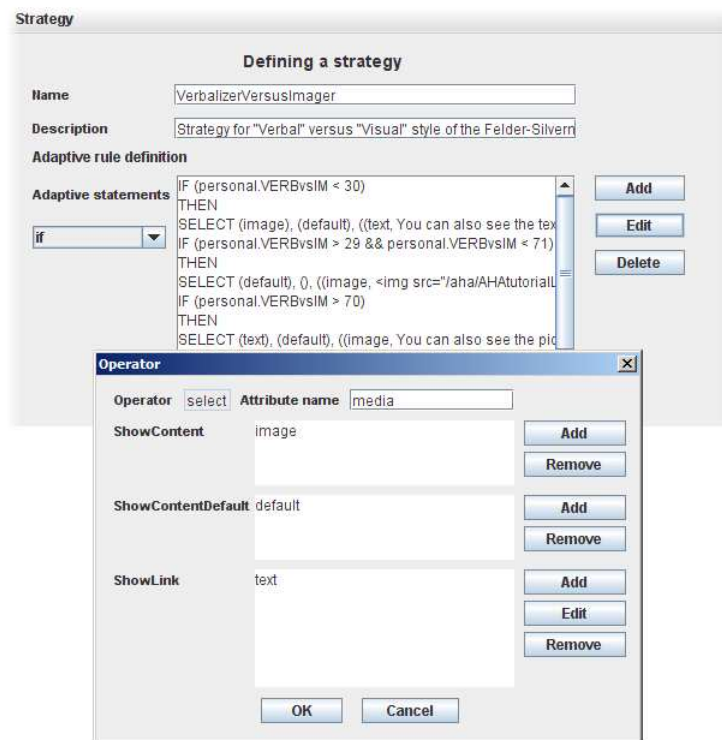 Strategy
Defining a strategy
Name VerbalizerVersusImager
Description Strategy for "Verbal" versus "Visual" style of the Felder-Silvern
Adaptive rule definition
Adaptive statements
if
IF (personal.VERBvsIM < 30)
THEN
SELECT (image), (default), ((text, You can also see the tex
IF (personal.VERBvsIM > 29 && personal.VERBvsIM < 71)
THEN
SELECT (default), (), ((image, <img src="/aha/AHAtutorialL
IF (personal.VERBvsIM > 70)
THEN
SELECT (text), (default), ((image, You can also see the pic
Add
Edit
Delete
Operator
Operator select Attribute name media
ShowContent image
Add
Remove
ShowContentDefault default
Add
Remove
ShowLink text
Add
Edit
Remove
OK Cancel